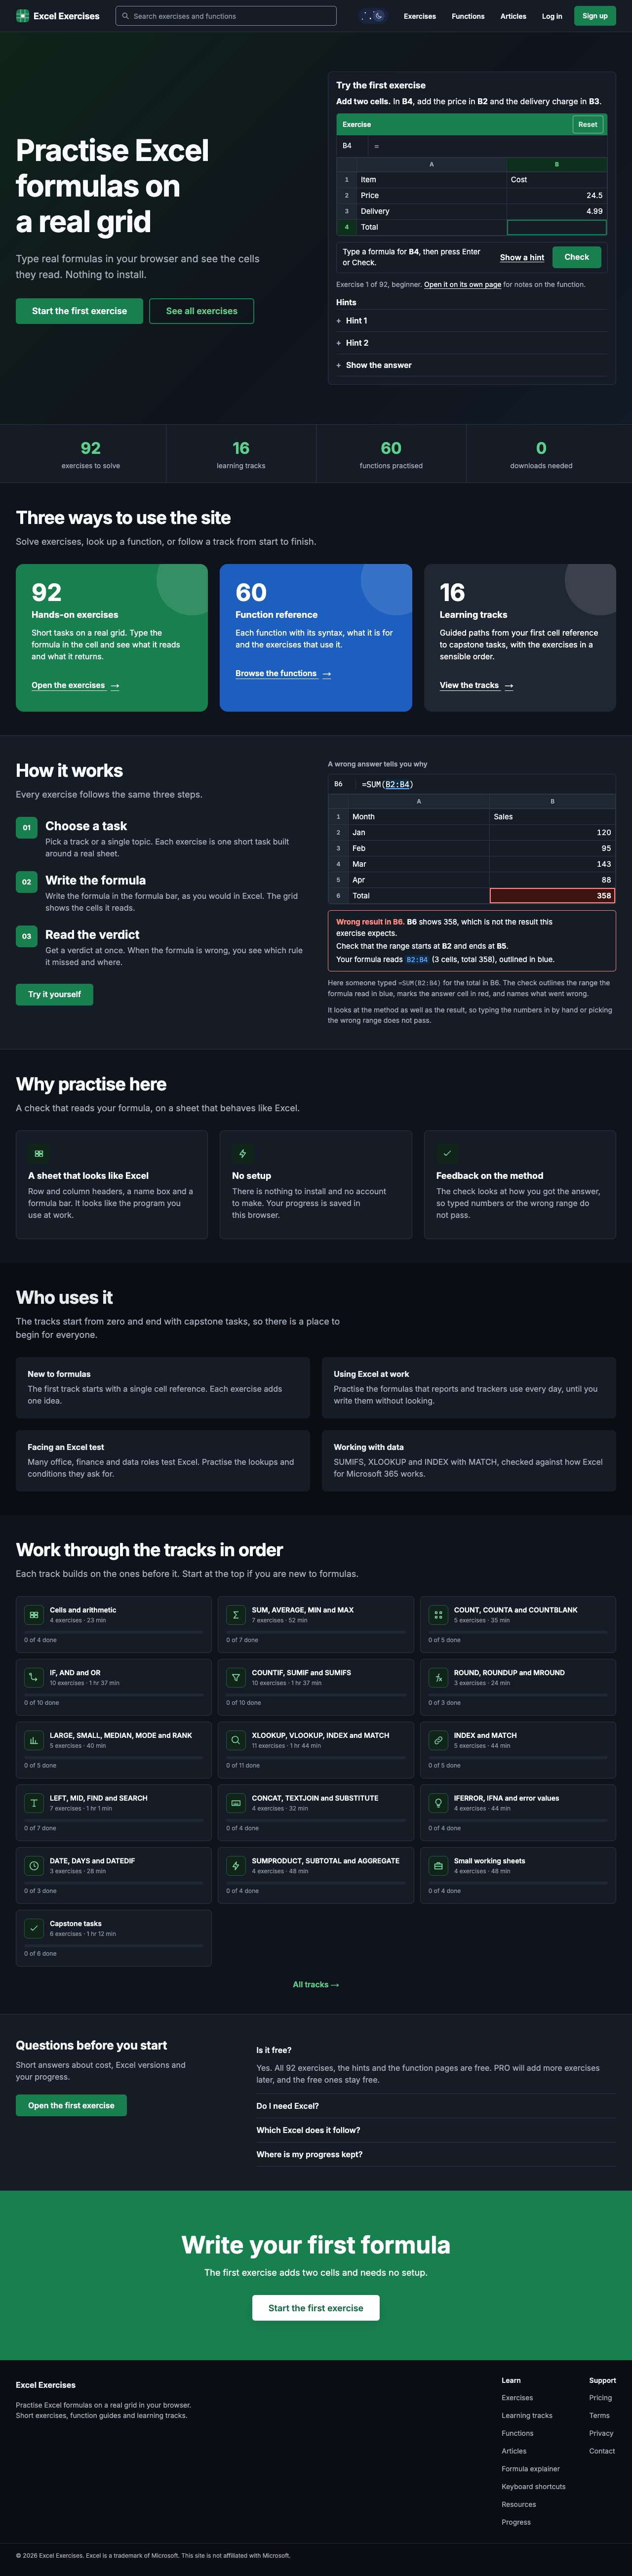 Excel Exercises
Search exercises and functions
Exercises
Functions
Articles
Log in
Sign up
Practise Excel
formulas on
a real grid
Type real formulas in your browser and see the cells
they read. Nothing to install.
Start the first exercise
See all exercises
Try the first exercise
Add two cells. In B4, add the price in B2 and the delivery charge in B3.
Exercise
Reset
B4 =
A B
1 Item Cost
2 Price 24.5
3 Delivery 4.99
4 Total
Type a formula for B4, then press Enter
or Check.
Show a hint
Check
Exercise 1 of 92, beginner. Open it on its own page for notes on the function.
Hints
+ Hint 1
+ Hint 2
+ Show the answer
92
exercises to solve
16
learning tracks
60
functions practised
0
downloads needed
Three ways to use the site
Solve exercises, look up a function, or follow a track from start to finish.
92
Hands-on exercises
Short tasks on a real grid. Type the
formula in the cell and see what it reads
and what it returns.
Open the exercises →
60
Function reference
Each function with its syntax, what it is for
and the exercises that use it.
Browse the functions →
16
Learning tracks
Guided paths from your first cell reference
to capstone tasks, with the exercises in a
sensible order.
View the tracks →
How it works
Every exercise follows the same three steps.
01
Choose a task
Pick a track or a single topic. Each exercise is one short task built
around a real sheet.
02
Write the formula
Write the formula in the formula bar, as you would in Excel. The grid
shows the cells it reads.
03
Read the verdict
Get a verdict at once. When the formula is wrong, you see which rule
it missed and where.
Try it yourself
A wrong answer tells you why
B6 =SUM(B2:B4)
A B
1 Month Sales
2 Jan 120
3 Feb 95
4 Mar 143
5 Apr 88
6 Total 358
Wrong result in B6. B6 shows 358, which is not the result this
exercise expects.
Check that the range starts at B2 and ends at B5.
Your formula reads B2:B4 (3 cells, total 358), outlined in blue.
Here someone typed =SUM(B2:B4) for the total in B6. The check outlines the range the
formula read in blue, marks the answer cell in red, and names what went wrong.
It looks at the method as well as the result, so typing the numbers in by hand or picking
the wrong range does not pass.
Why practise here
A check that reads your formula, on a sheet that behaves like Excel.
A sheet that looks like Excel
Row and column headers, a name box and a
formula bar. It looks like the program you
use at work.
No setup
There is nothing to install and no account
to make. Your progress is saved in
this browser.
Feedback on the method
The check looks at how you got the answer,
so typed numbers or the wrong range do
not pass.
Who uses it
The tracks start from zero and end with capstone tasks, so there is a place to
begin for everyone.
New to formulas
The first track starts with a single cell reference. Each exercise adds
one idea.
Using Excel at work
Practise the formulas that reports and trackers use every day, until you
write them without looking.
Facing an Excel test
Many office, finance and data roles test Excel. Practise the lookups and
conditions they ask for.
Working with data
SUMIFS, XLOOKUP and INDEX with MATCH, checked against how Excel
for Microsoft 365 works.
Work through the tracks in order
Each track builds on the ones before it. Start at the top if you are new to formulas.
Cells and arithmetic
4 exercises · 23 min
0 of 4 done
SUM, AVERAGE, MIN and MAX
7 exercises · 52 min
0 of 7 done
COUNT, COUNTA and COUNTBLANK
5 exercises · 35 min
0 of 5 done
IF, AND and OR
10 exercises · 1 hr 37 min
0 of 10 done
COUNTIF, SUMIF and SUMIFS
10 exercises · 1 hr 37 min
0 of 10 done
ROUND, ROUNDUP and MROUND
3 exercises · 24 min
0 of 3 done
LARGE, SMALL, MEDIAN, MODE and RANK
5 exercises · 40 min
0 of 5 done
XLOOKUP, VLOOKUP, INDEX and MATCH
11 exercises · 1 hr 44 min
0 of 11 done
INDEX and MATCH
5 exercises · 44 min
0 of 5 done
LEFT, MID, FIND and SEARCH
7 exercises · 1 hr 1 min
0 of 7 done
CONCAT, TEXTJOIN and SUBSTITUTE
4 exercises · 32 min
0 of 4 done
IFERROR, IFNA and error values
4 exercises · 44 min
0 of 4 done
DATE, DAYS and DATEDIF
3 exercises · 28 min
0 of 3 done
SUMPRODUCT, SUBTOTAL and AGGREGATE
4 exercises · 48 min
0 of 4 done
Small working sheets
4 exercises · 48 min
0 of 4 done
Capstone tasks
6 exercises · 1 hr 12 min
0 of 6 done
All tracks →
Questions before you start
Short answers about cost, Excel versions and
your progress.
Open the first exercise
Is it free?
Yes. All 92 exercises, the hints and the function pages are free. PRO will add more exercises
later, and the free ones stay free.
Do I need Excel?
Which Excel does it follow?
Where is my progress kept?
Write your first formula
The first exercise adds two cells and needs no setup.
Start the first exercise
Excel Exercises
Practise Excel formulas on a real grid in your browser.
Short exercises, function guides and learning tracks.
Learn
Exercises
Learning tracks
Functions
Articles
Formula explainer
Keyboard shortcuts
Resources
Progress
Support
Pricing
Terms
Privacy
Contact
© 2026 Excel Exercises. Excel is a trademark of Microsoft. This site is not affiliated with Microsoft.